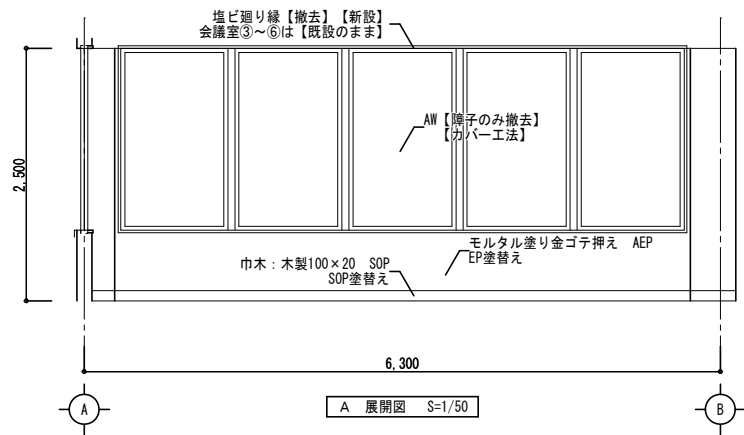 塩ビ廻り縁【撤去】【新設】
会議室③～⑥は【既設のまま】
AW【障子のみ撤去】
【カバー工法】
2,500
モルタル塗り金ゴテ押え AEP
EP塗替え
巾木：木製100×20 SOP
SOP塗替え
6,300
A
A 展開図 S=1/50
B